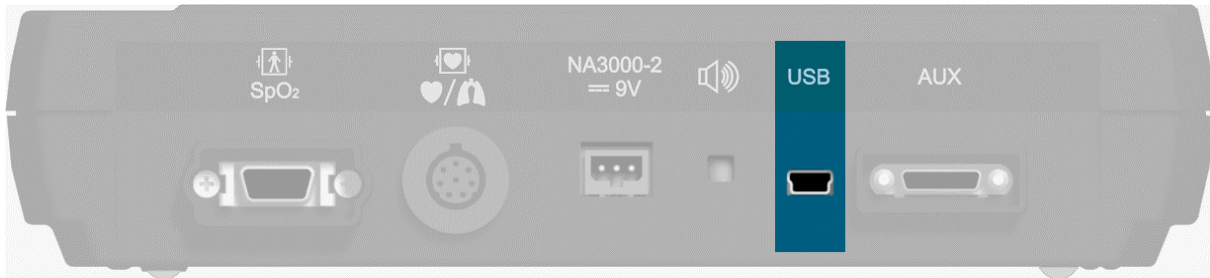 SpO₂
NA3000-2
9V
USB
AUX